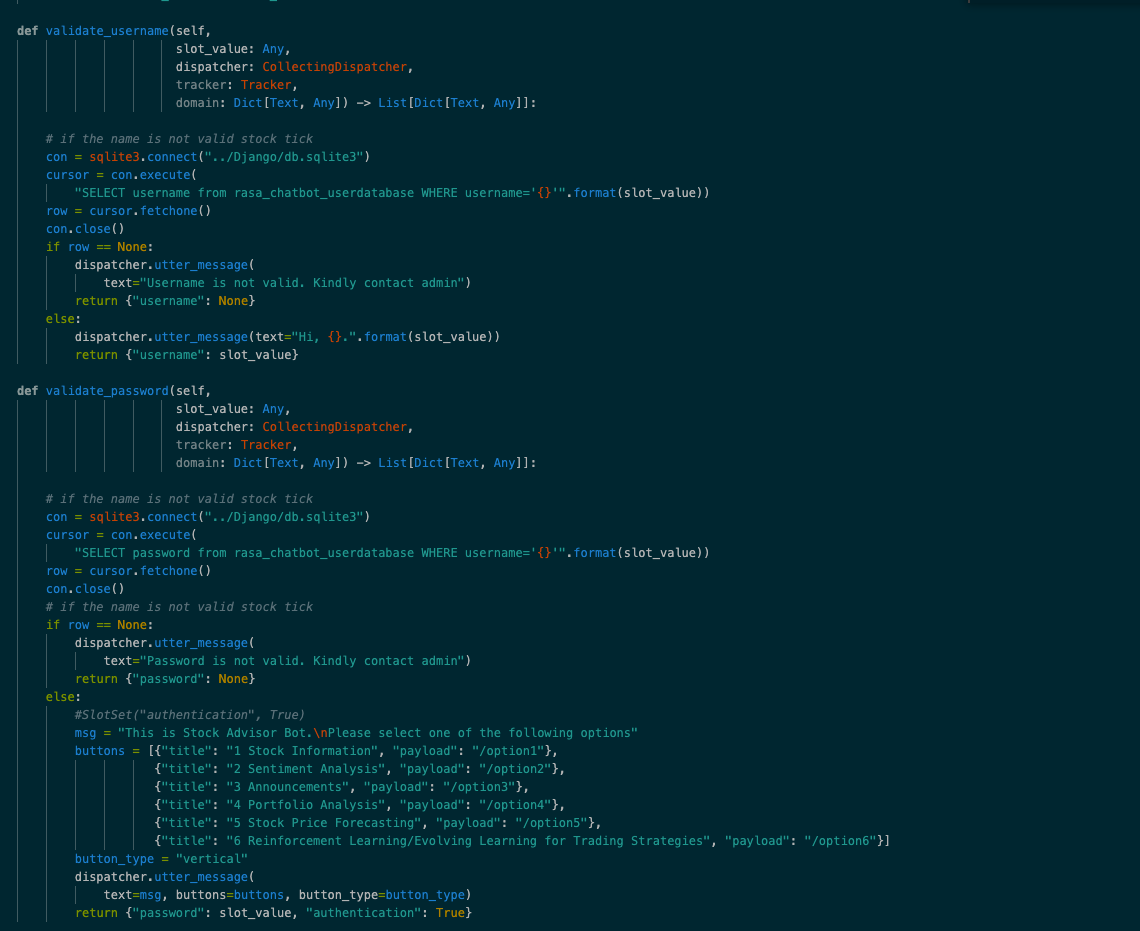 def validate_username(self,
                      slot_value: Any,
                      dispatcher: CollectingDispatcher,
                      tracker: Tracker,
                      domain: Dict[Text, Any]) -> List[Dict[Text, Any]]:
    # if the name is not valid stock tick
    con = sqlite3.connect("../Django/db.sqlite3")
    cursor = con.execute(
        "SELECT username from rasa_chatbot_userdatabase WHERE username='{}'".format(slot_value))
    row = cursor.fetchone()
    con.close()
    if row == None:
        dispatcher.utter_message(
            text="Username is not valid. Kindly contact admin")
        return {"username": None}
    else:
        dispatcher.utter_message(text="Hi, {}.".format(slot_value))
        return {"username": slot_value}
def validate_password(self,
                      slot_value: Any,
                      dispatcher: CollectingDispatcher,
                      tracker: Tracker,
                      domain: Dict[Text, Any]) -> List[Dict[Text, Any]]:
    # if the name is not valid stock tick
    con = sqlite3.connect("../Django/db.sqlite3")
    cursor = con.execute(
        "SELECT password from rasa_chatbot_userdatabase WHERE username='{}'".format(slot_value))
    row = cursor.fetchone()
    con.close()
    # if the name is not valid stock tick
    if row == None:
        dispatcher.utter_message(
            text="Password is not valid. Kindly contact admin")
        return {"password": None}
    else:
        #SlotSet("authentication", True)
        msg = "This is Stock Advisor Bot.\nPlease select one of the following options"
        buttons = [{"title": "1 Stock Information", "payload": "/option1"},
                   {"title": "2 Sentiment Analysis", "payload": "/option2"},
                   {"title": "3 Announcements", "payload": "/option3"},
                   {"title": "4 Portfolio Analysis", "payload": "/option4"},
                   {"title": "5 Stock Price Forecasting", "payload": "/option5"},
                   {"title": "6 Reinforcement Learning/Evolving Learning for Trading Strategies", "payload": "/option6"}]
        button_type = "vertical"
        dispatcher.utter_message(
            text=msg, buttons=buttons, button_type=button_type)
        return {"password": slot_value, "authentication": True}